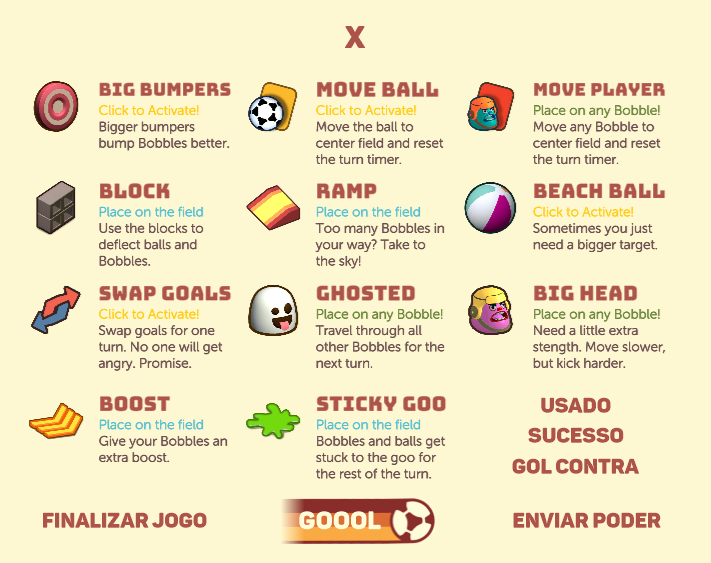 X
BIG BUMPERS
Click to Activate!
Bigger bumpers
bump Bobbles better.
MOVE BALL
Click to Activate!
Move the ball to
center field and reset
the turn timer.
MOVE PLAYER
Place on any Bobble!
Move any Bobble to
center field and reset
the turn timer.
BLOCK
Place on the field
Use the blocks to
deflect balls and
Bobbles.
RAMP
Place on the field
Too many Bobbles in
your way? Take to
the sky!
BEACH BALL
Click to Activate!
Sometimes you just
need a bigger target.
SWAP GOALS
Click to Activate!
Swap goals for one
turn. No one will get
angry. Promise.
GHOSTED
Place on any Bobble!
Travel through all
other Bobbles for the
next turn.
BIG HEAD
Place on any Bobble!
Need a little extra
stength. Move slower,
but kick harder.
BOOST
Place on the field
Give your Bobbles an
extra boost.
STICKY GOO
Place on the field
Bobbles and balls get
stuck to the goo for
the rest of the turn.
USADO
SUCESSO
GOL CONTRA
FINALIZAR JOGO
GOOOL
ENVIAR PODER